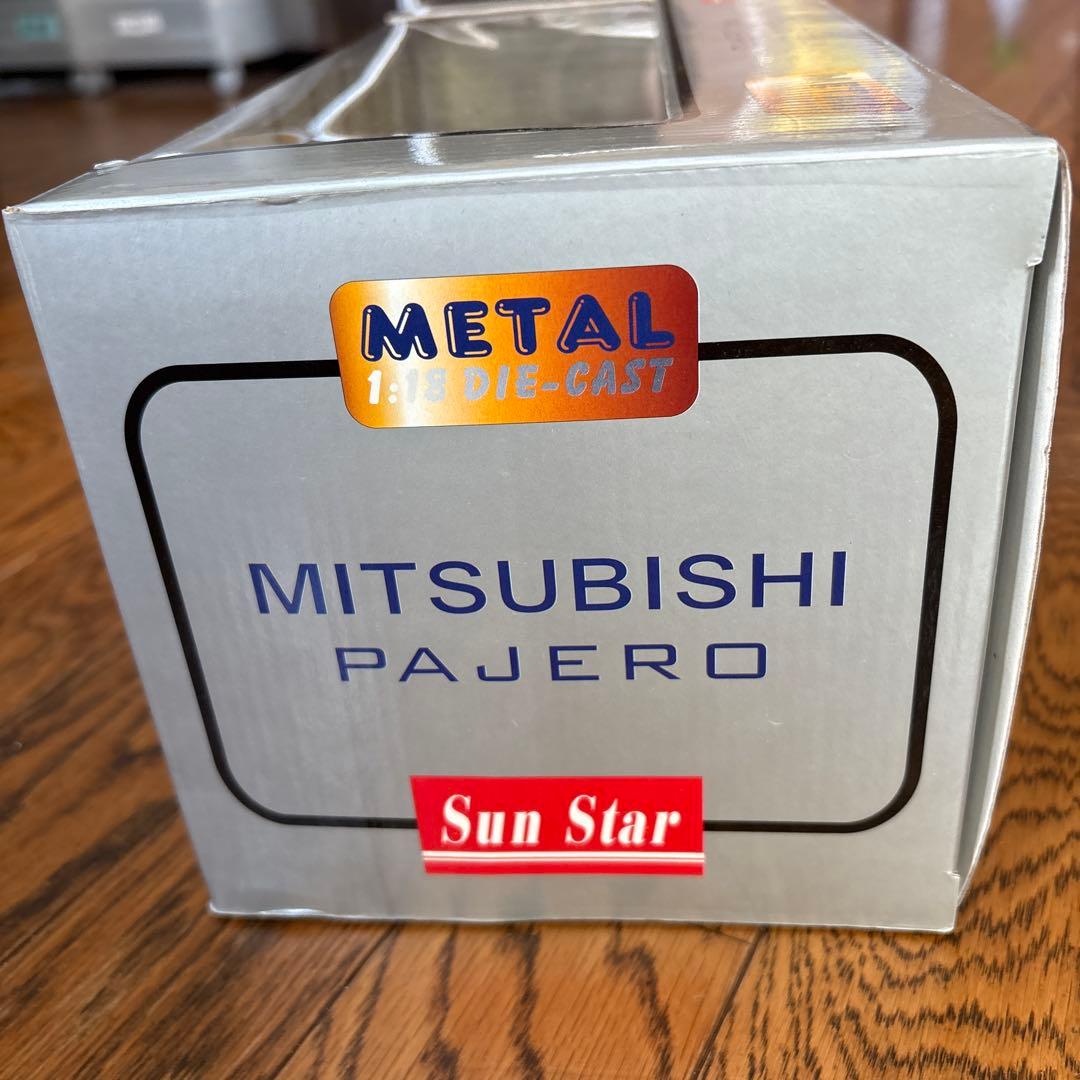 METAL
1:18 DIE-CAST
MITSUBISHI
PAJERO
Sun Star